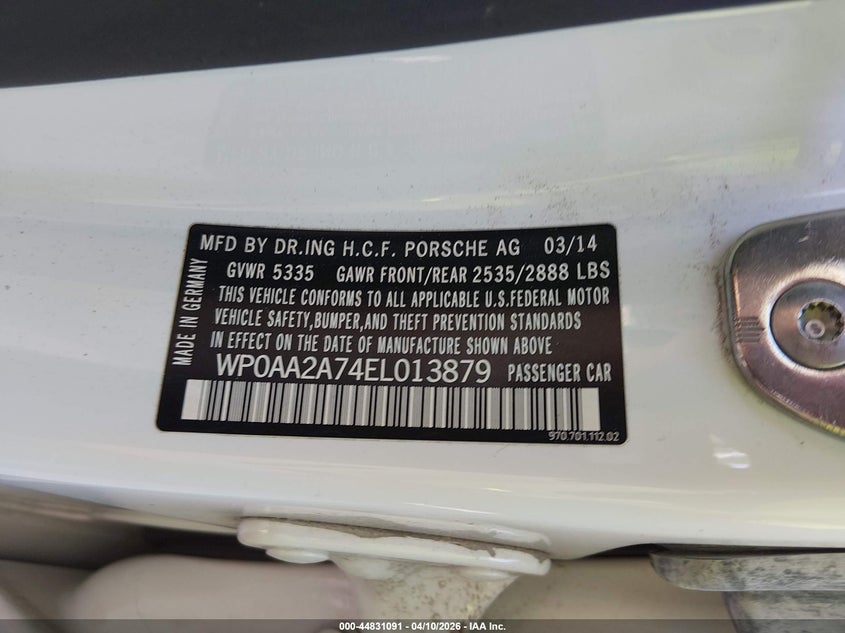 MFD BY DR.ING H.C.F. PORSCHE AG 03/14
GVWR 5335 GAWR FRONT/REAR 2535/2888 LBS
THIS VEHICLE CONFORMS TO ALL APPLICABLE U.S.FEDERAL MOTOR
VEHICLE SAFETY,BUMPER,AND THEFT PREVENTION STANDARDS
IN EFFECT ON THE DATE OF MANUFACTURE SHOWN ABOVE
WP0AA2A74EL013879 PASSENGER CAR
MADE IN GERMANY
970.701.112.02
000-44831091 | 04/10/2026 | IAA Inc.